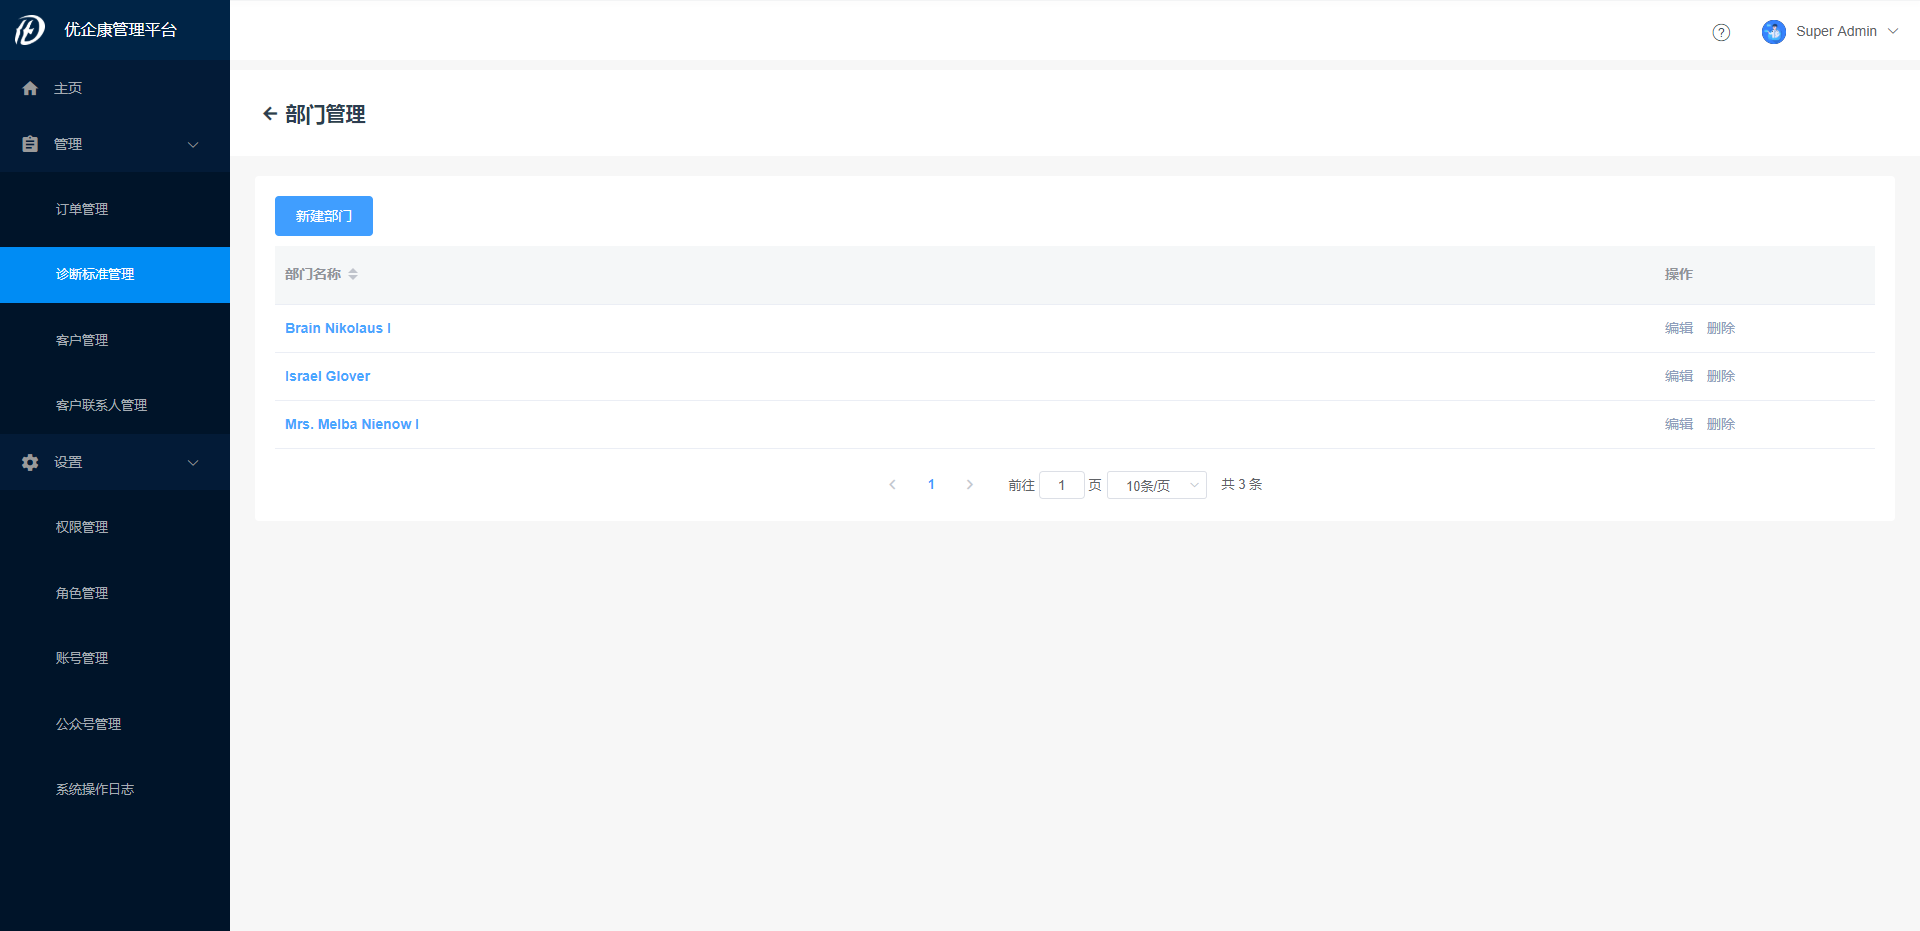 优企康管理平台
Super Admin
主页
管理
订单管理
诊断标准管理
客户管理
客户联系人管理
设置
权限管理
角色管理
账号管理
公众号管理
系统操作日志
部门管理
新建部门
部门名称 操作
Brain Nikolaus I 编辑 删除
Israel Glover 编辑 删除
Mrs. Melba Nienow I 编辑 删除
1 前往 1 页 10条/页 共 3 条